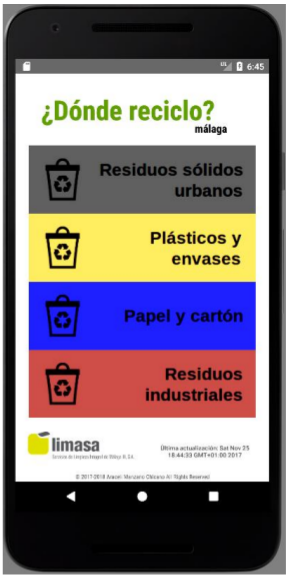 6:45
¿Dónde reciclo?
málaga
Residuos sólidos
urbanos
Plásticos y
envases
Papel y cartón
Residuos
industriales
limasa
Servicios de Limpieza Integral de Málaga III, S.A.
Última actualización: Sat Nov 25
18:44:33 GMT+01:00 2017
© 2017-2018 Araceli Manzano Chicano All Rights Reserved